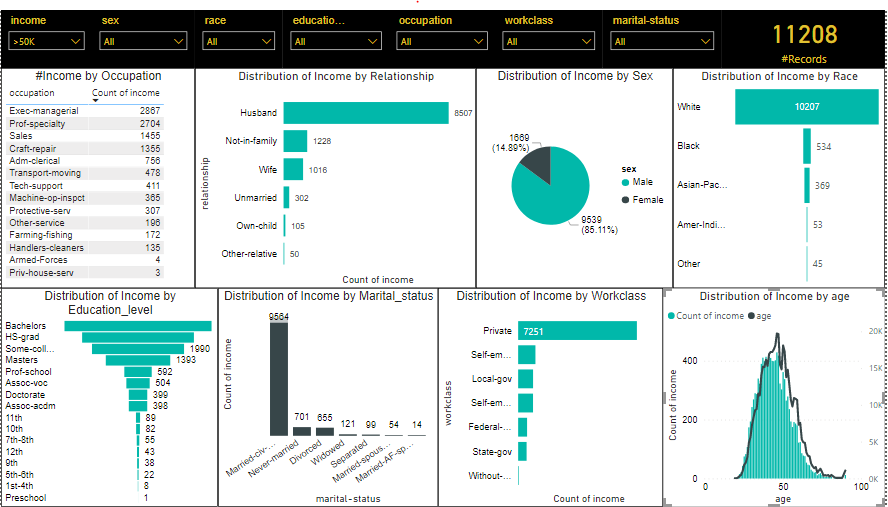 income sex race educatio... occupation workclass marital-status
>50K All All All All All All
11208
#Records
#Income by Occupation
occupation Count of income
Exec-managerial 2867
Prof-specialty 2704
Sales 1455
Craft-repair 1355
Adm-clerical 756
Transport-moving 478
Tech-support 411
Machine-op-inspct 365
Protective-serv 307
Other-service 196
Farming-fishing 172
Handlers-cleaners 135
Armed-Forces 4
Priv-house-serv 3
Distribution of Income by Relationship
relationship
Husband 8507
Not-in-family 1228
Wife 1016
Unmarried 302
Own-child 105
Other-relative 50
Count of income
Distribution of Income by Sex
1669
(14.89%)
9539
(85.11%)
sex
Male
Female
Distribution of Income by Race
White 10207
Black 534
Asian-Pac... 369
Amer-Indi... 53
Other 45
Distribution of Income by
Education_level
Bachelors
HS-grad
Some-coll... 1990
Masters 1393
Prof-school 592
Assoc-voc 504
Doctorate 399
Assoc-acdm 398
11th 89
10th 82
7th-8th 55
12th 43
9th 38
5th-6th 22
1st-4th 8
Preschool 1
Distribution of Income by Marital_status
Count of income
9564 701 655 121 99 54 14
Married-civ-... Never-married Divorced Widowed Separated Married-spous... Married-AF-sp...
marital-status
Distribution of Income by Workclass
workclass
Private 7251
Self-em...
Local-gov
Self-em...
Federal-...
State-gov
Without-...
Count of income
Distribution of Income by age
Count of income age
Count of income
400
200
0
20K
15K
10K
5K
0K
0 50 100
age